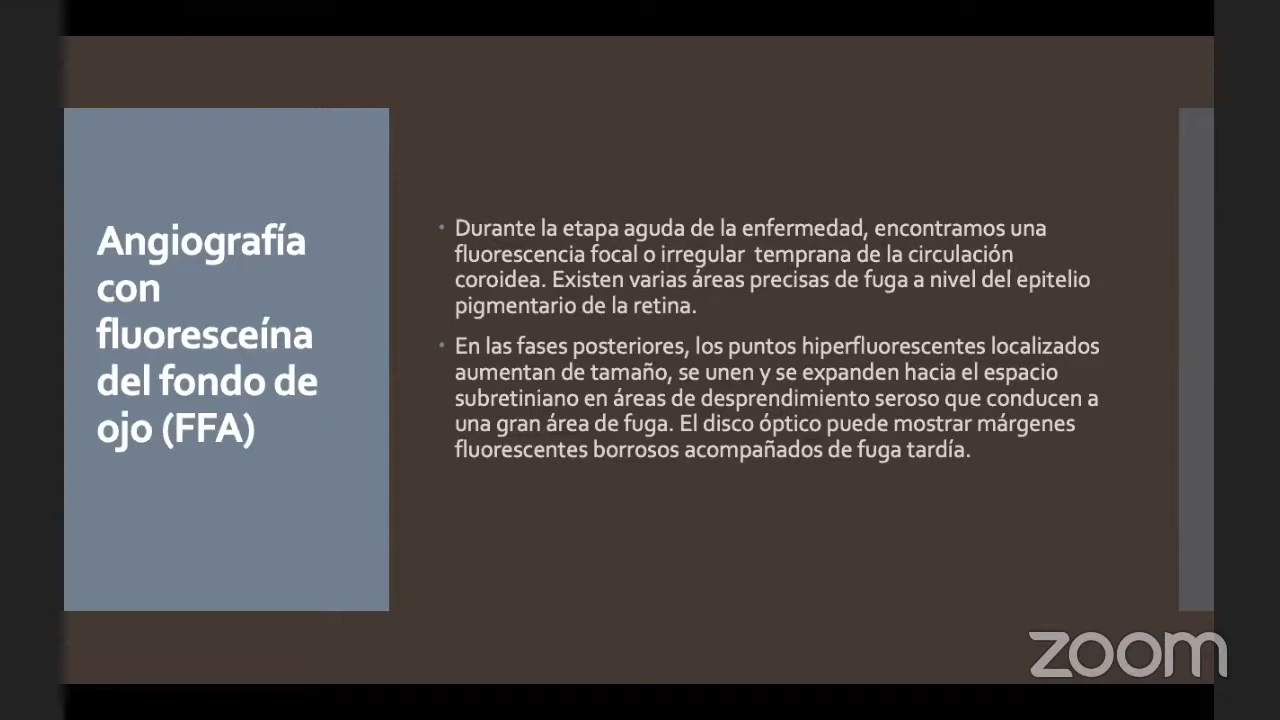 Angiografía
con
fluoresceína
del fondo de
ojo (FFA)
• Durante la etapa aguda de la enfermedad, encontramos una
fluorescencia focal o irregular  temprana de la circulación
coroidea. Existen varias áreas precisas de fuga a nivel del epitelio
pigmentario de la retina.
• En las fases posteriores, los puntos hiperfluorescentes localizados
aumentan de tamaño, se unen y se expanden hacia el espacio
subretiniano en áreas de desprendimiento seroso que conducen a
una gran área de fuga. El disco óptico puede mostrar márgenes
fluorescentes borrosos acompañados de fuga tardía.
zoom